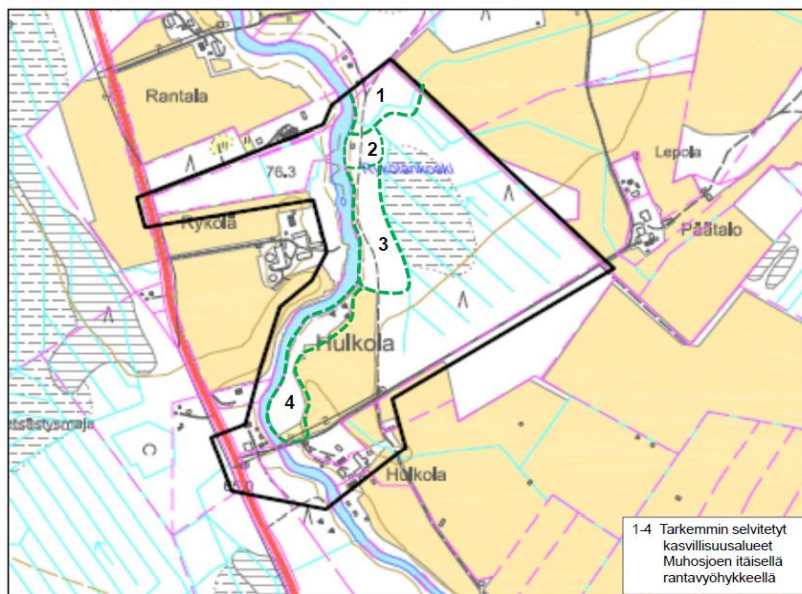 Rantala
1
76.3
2
Lepola
Rykola
Päätalo
3
Hulkola
4
Hulkola
1-4 Tarkemmin selvitetyt
kasvillisuusalueet
Muhosjoen itäisellä
rantavyöhykkeellä